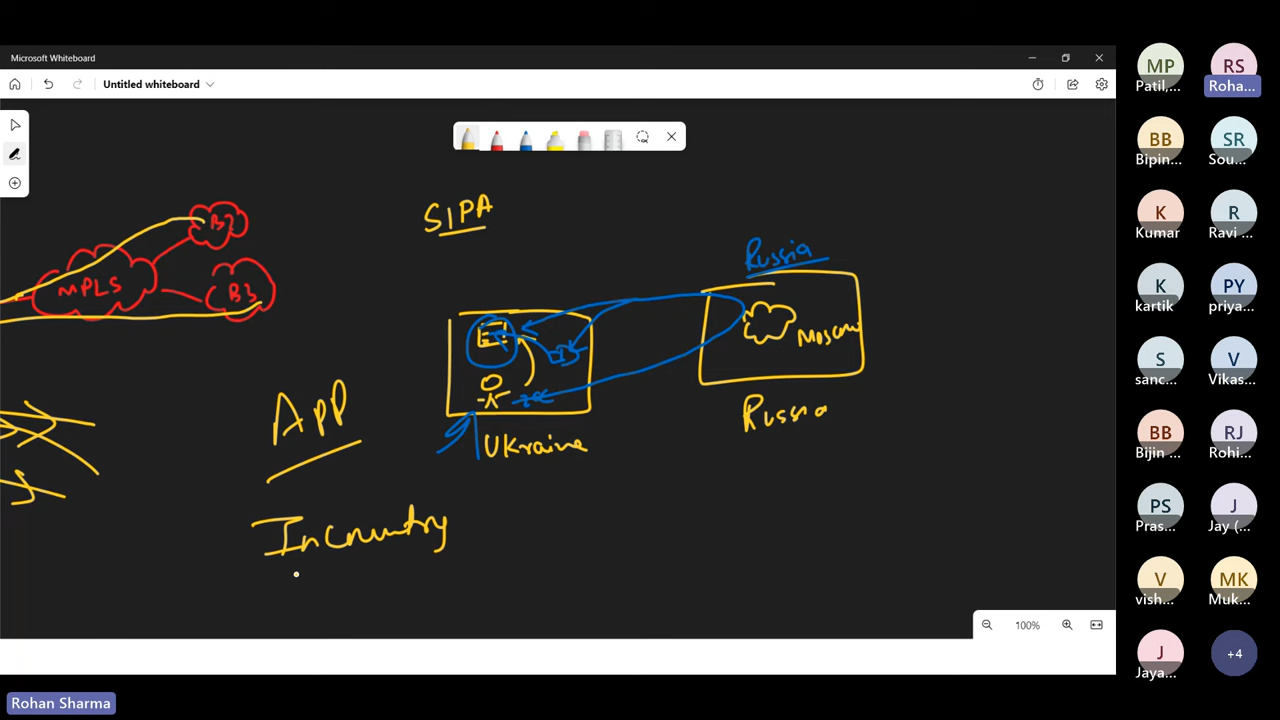 Microsoft Whiteboard
Untitled whiteboard
SIPA
B2
MPLS
B3
Russia
Moscow
Russia
Ukraine
APP
Incountry
100%
MP
Patil,...
RS
Roha...
BB
Bipin...
SR
Sou...
K
Kumar
R
Ravi ...
K
kartik
PY
priya...
S
sanc...
V
Vikas...
BB
Bijin ...
RJ
Rohi...
PS
Pras...
J
Jay (...
V
vish...
MK
Muk...
J
Jaya...
+4
Rohan Sharma